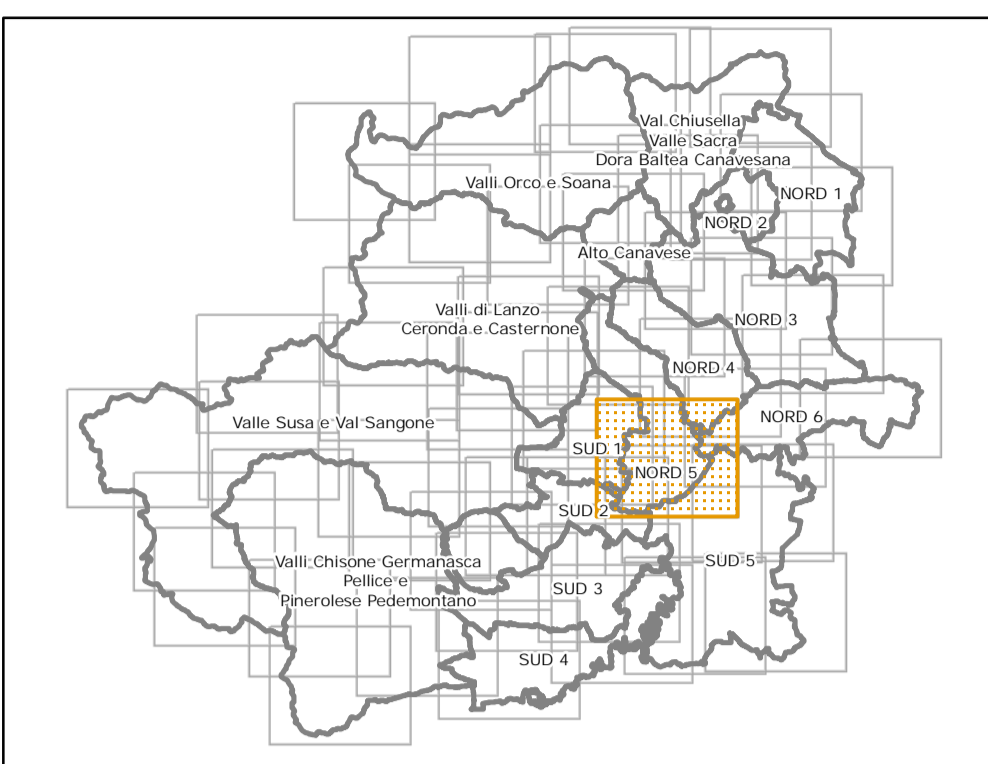 Val Chiusella
Valle Sacra
Dora Baltea Canavesana
Valli Orco e Soana
NORD 1
NORD 2
Alto Canavese
Valli di Lanzo
Ceronda e Casternone
NORD 3
NORD 4
Valle Susa e Val Sangone
NORD 6
SUD 1
NORD 5
SUD 2
Valli Chisone Germanasca
Pellice e
Pinerolese Pedemontano
SUD 5
SUD 3
SUD 4